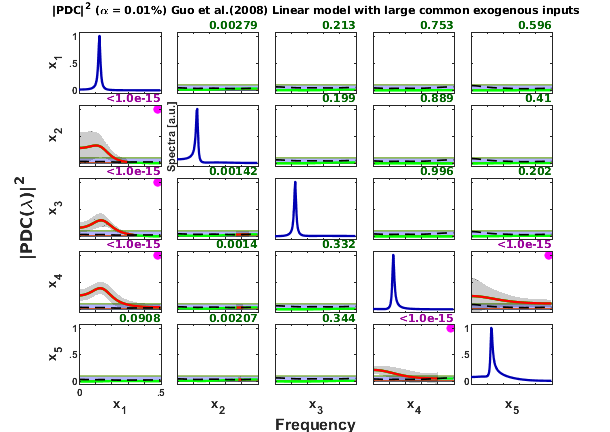 |PDC|² (α = 0.01%) Guo et al.(2008) Linear model with large common exogenous inputs
0.00279 0.213 0.753 0.596
x₁ 1 .5 0
<1.0e-15 0.199 0.889 0.41
x₂ Spectra [a.u.]
<1.0e-15 0.00142 0.996 0.202
x₃
|PDC(λ)|²
<1.0e-15 0.0014 0.332 <1.0e-15
x₄
0.0908 0.00207 0.344 <1.0e-15
x₅ 1 .5 0
0 .5
x₁ x₂ x₃ x₄ x₅
Frequency